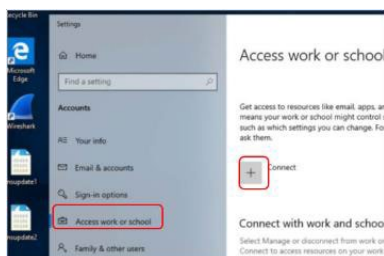 Recycle Bin
Microsoft
Edge
Wireshark
nsupdate1
nsupdate2
Settings
Home
Find a setting
Accounts
Your info
Email & accounts
Sign-in options
Access work or school
Family & other users
Access work or school
Get access to resources like email, apps, an
means your work or school might control s
such as which settings you can change. Fo
ask them.
Connect
Connect with work and schoo
Select Manage or disconnect from work or
Connect to access resources on your work